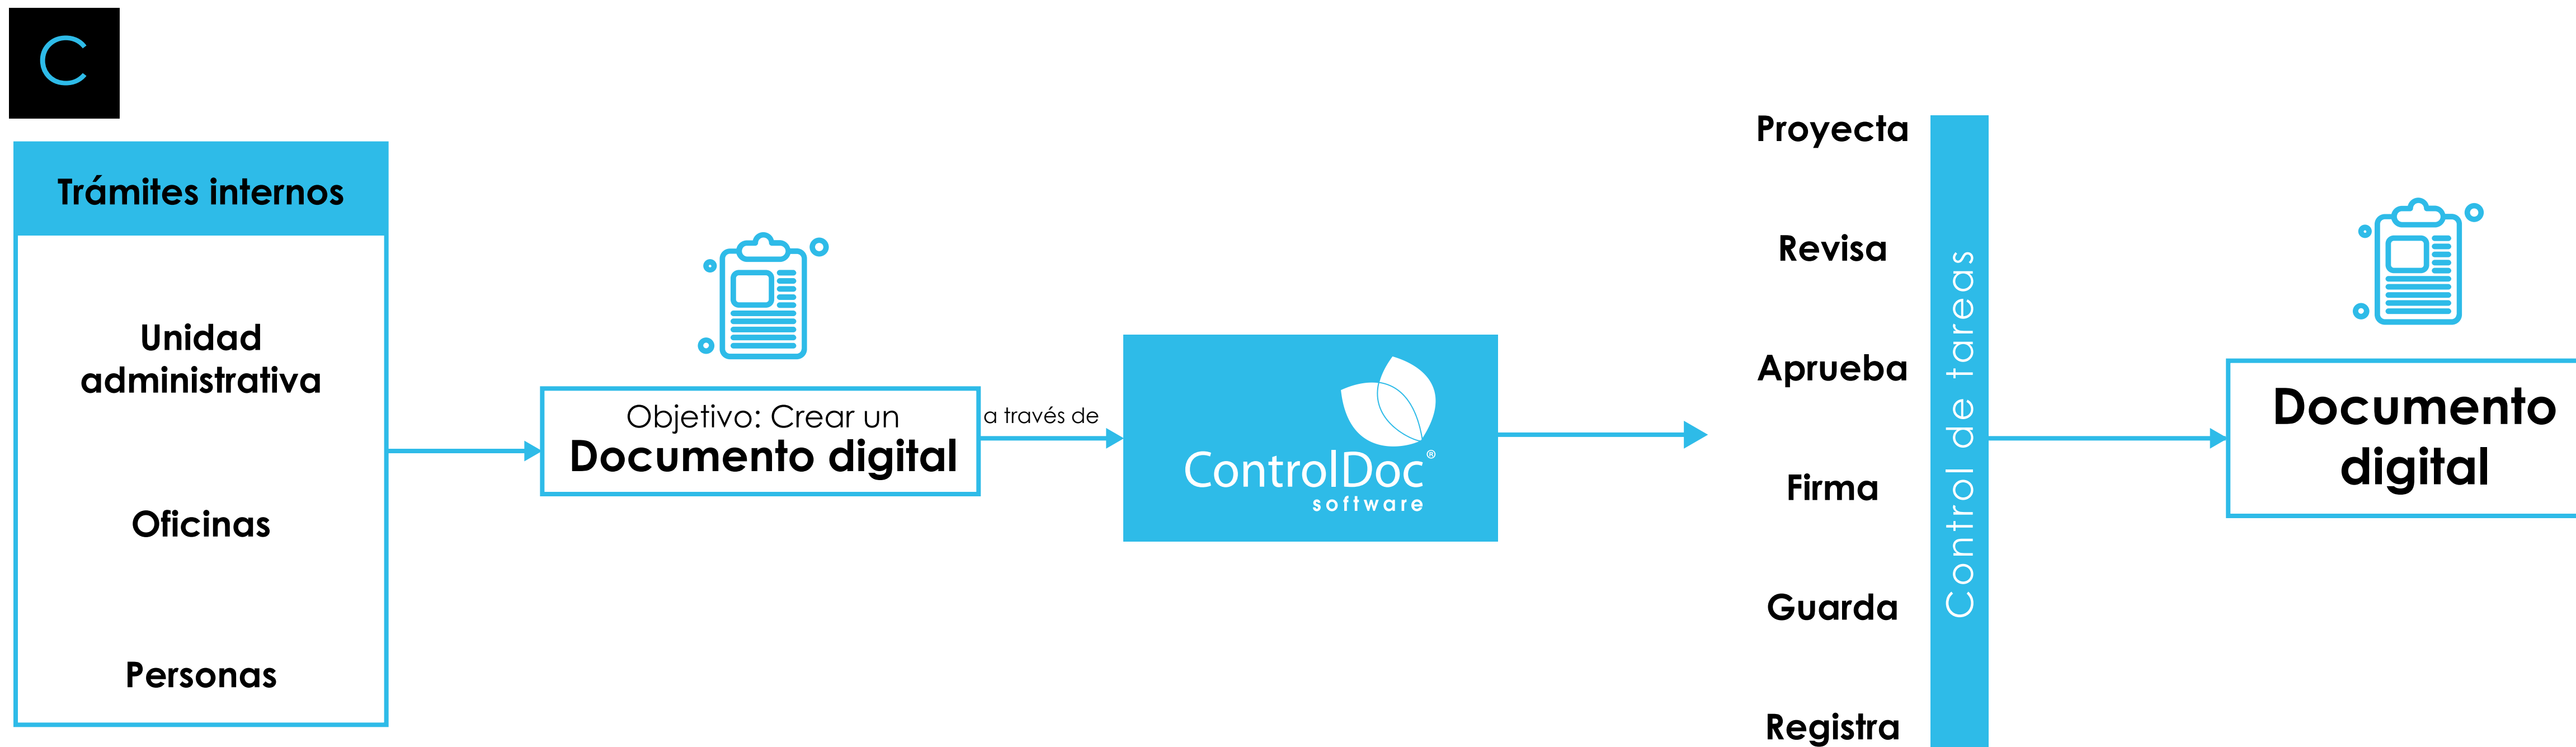 C
Trámites internos
Unidad
administrativa
Oficinas
Personas
Objetivo: Crear un
Documento digital
a través de
ControlDoc®
software
Proyecta
Revisa
Aprueba
Firma
Guarda
Registra
Control de tareas
Documento
digital